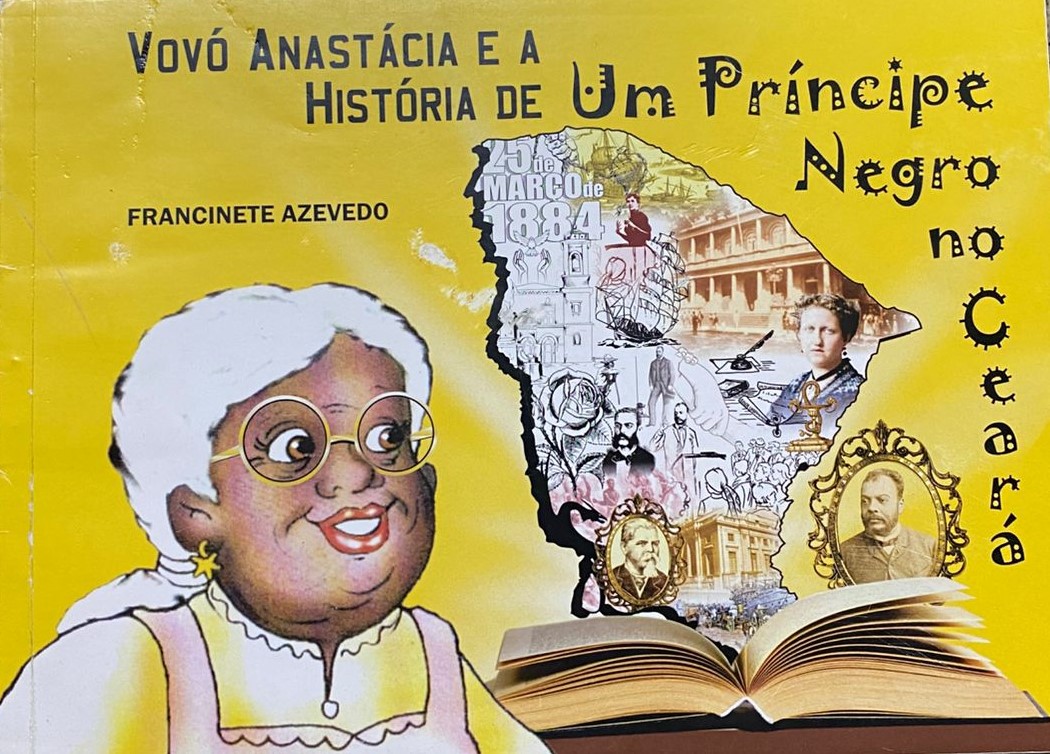 VOVÓ ANASTÁCIA E A
HISTÓRIA DE Um Príncipe
Negro
no
Ceará
FRANCINETE AZEVEDO
25 de
MARÇO de
1884